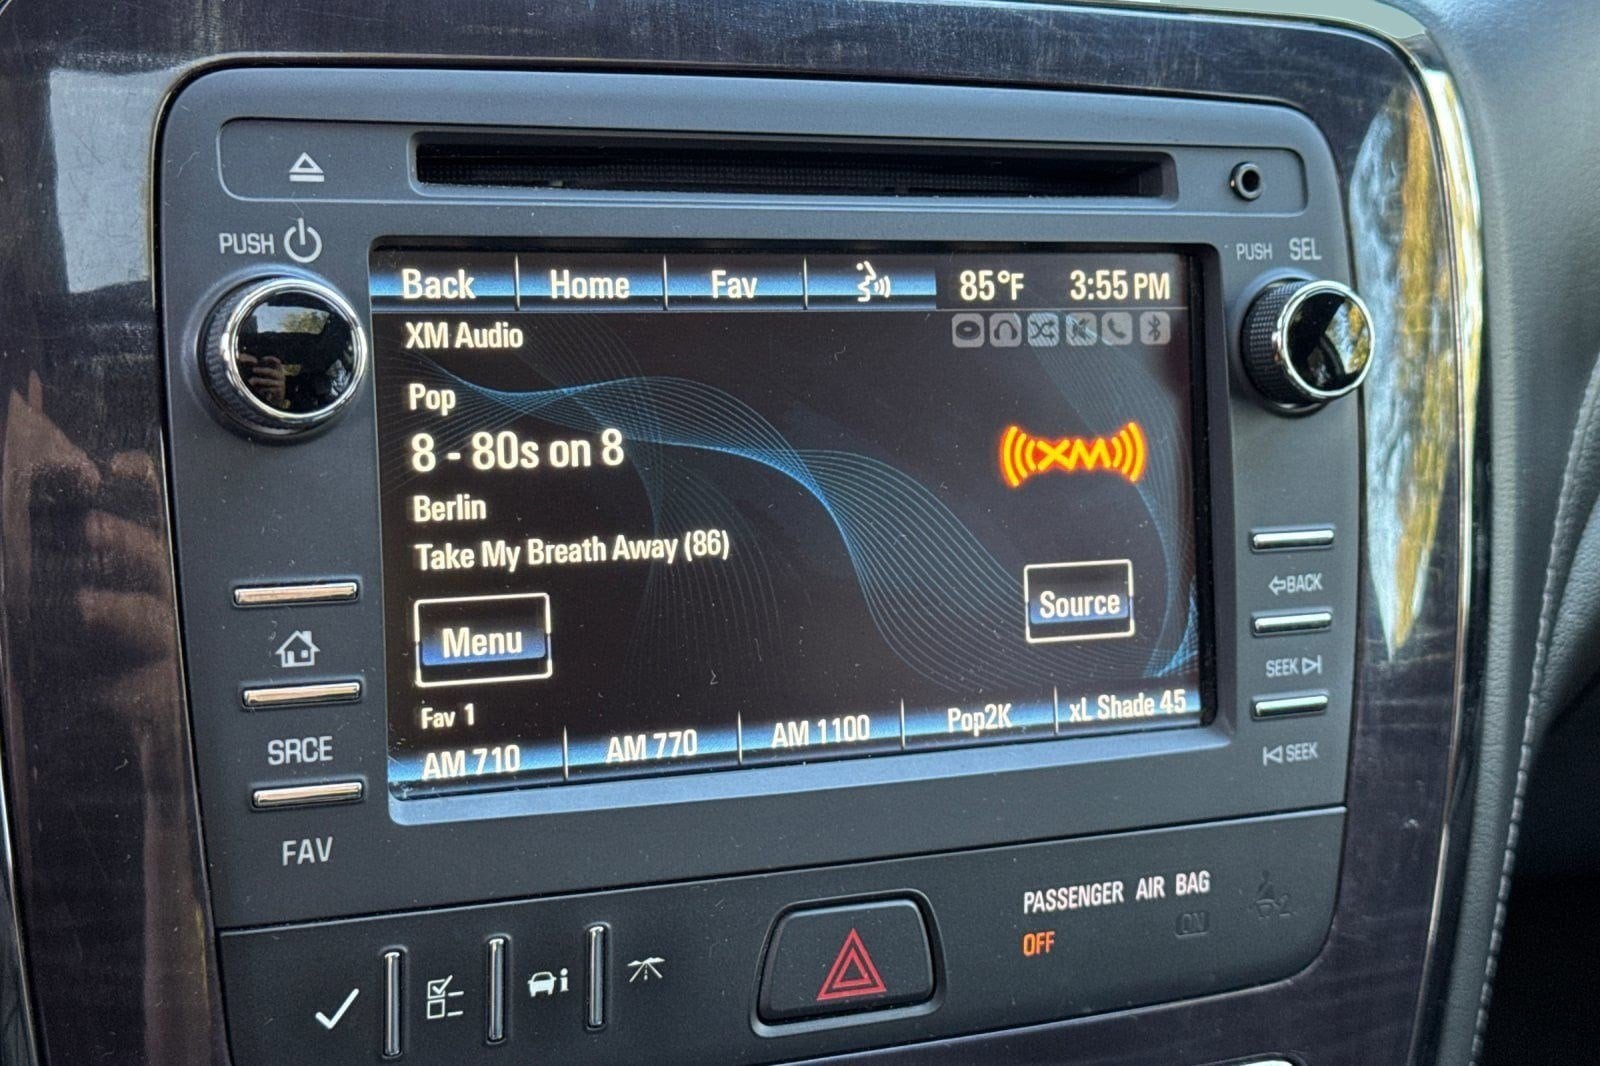 PUSH
PUSH SEL
Back Home Fav 85°F 3:55 PM
XM Audio
Pop
8 - 80s on 8
XM
Berlin
Take My Breath Away (86)
Menu
Source
Fav 1
AM 710 AM 770 AM 1100 Pop2K xL Shade 45
SRCE
FAV
BACK
SEEK
SEEK
PASSENGER AIR BAG
OFF ON
2
i